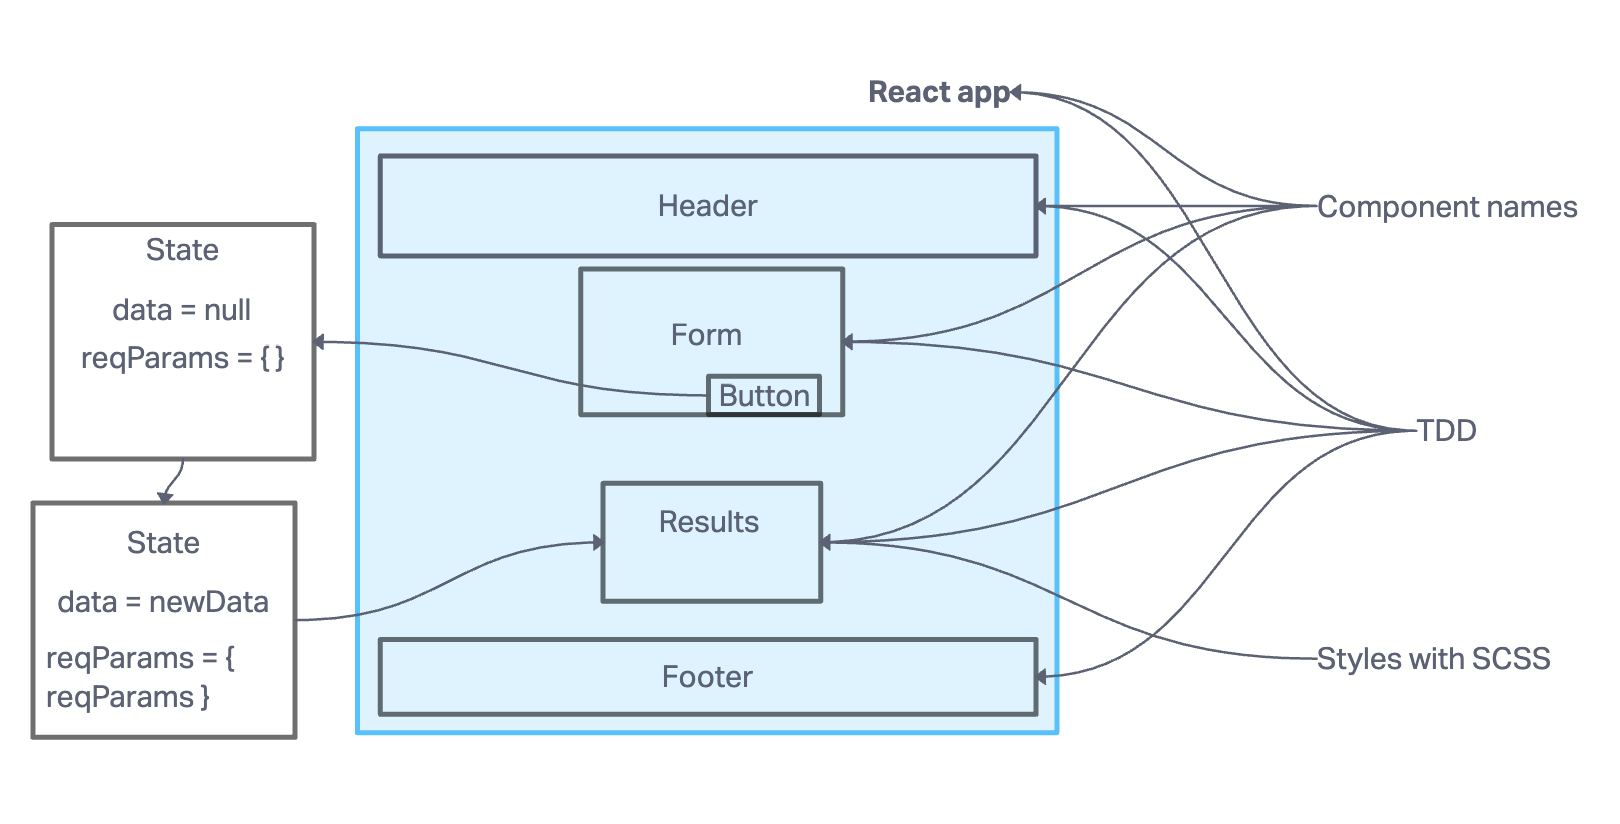 React app
Header
Component names
State
data = null
reqParams = { }
Form
Button
TDD
State
data = newData
reqParams = {
reqParams }
Results
Styles with SCSS
Footer